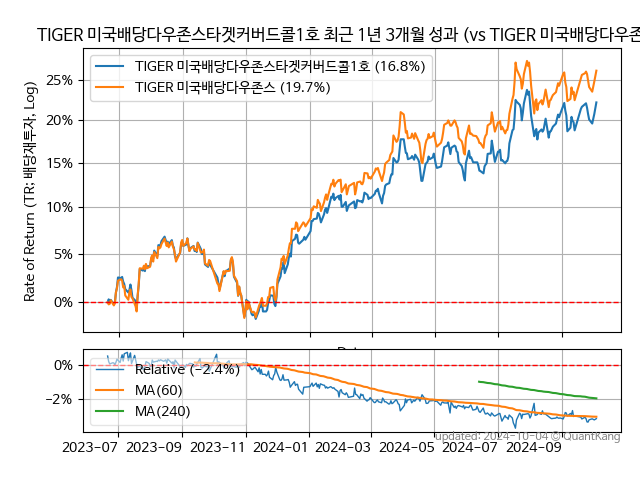 TIGER 미국배당다우존스타겟커버드콜1호 최근 1년 3개월 성과 (vs TIGER 미국배당다우존
TIGER 미국배당다우존스타겟커버드콜1호 (16.8%)
TIGER 미국배당다우존스 (19.7%)
Rate of Return (TR: 배당재투자, Log)
25%
20%
15%
10%
5%
0%
0%
−2%
Relative (−2.4%)
MA(60)
MA(240)
2023-07 2023-09 2023-11 2024-01 2024-03 2024-05 2024-07 2024-09
updated: 2024-10-04 © QuantKang